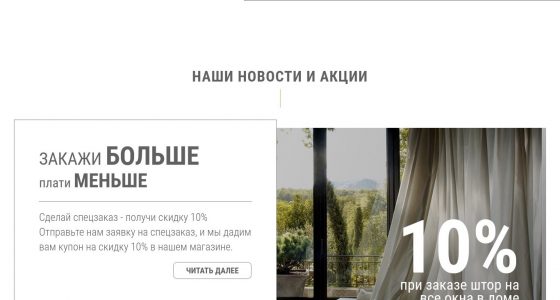 НАШИ НОВОСТИ И АКЦИИ
ЗАКАЖИ БОЛЬШЕ
плати МЕНЬШЕ
Сделай спецзаказ - получи скидку 10%
Отправьте нам заявку на спецзаказ, и мы дадим
вам купон на скидку 10% в нашем магазине.
ЧИТАТЬ ДАЛЕЕ
10%
при заказе штор на
все окна в доме